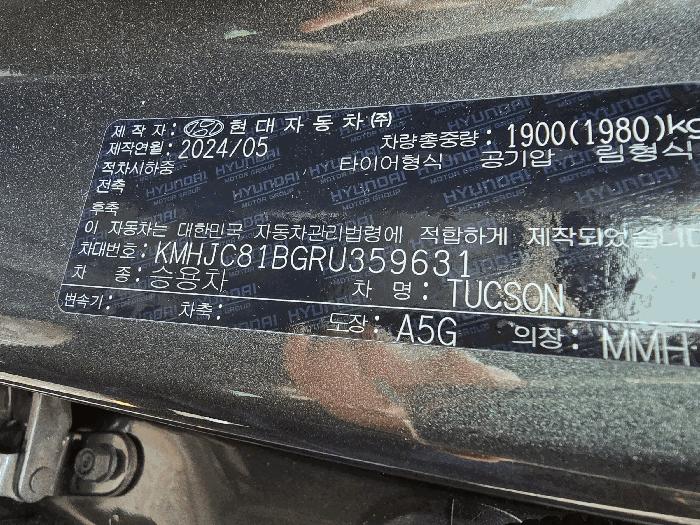 제 작 자 : HYUNDAI 현대자동차㈜
제작연월: 2024/05 차량총중량 : 1900(1980)kg
적차시하중 타이어형식 공기압 림형식
전축
후축
이 자동차는 대한민국 자동차관리법령에 적합하게 제작되었습니다
차대번호: KMHJC81BGRU359631
차 종: 승용차 차 명 : TUCSON
변속기: 차축: 도장: A5G 의장: MMH